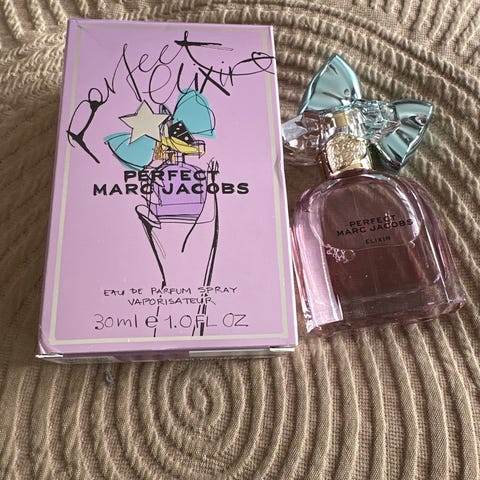 perfect
elixir
PERFECT
MARC JACOBS
EAU DE PARFUM SPRAY
VAPORISATEUR
30ml e 1.0 FL OZ
PERFECT
MARC JACOBS
ELIXIR